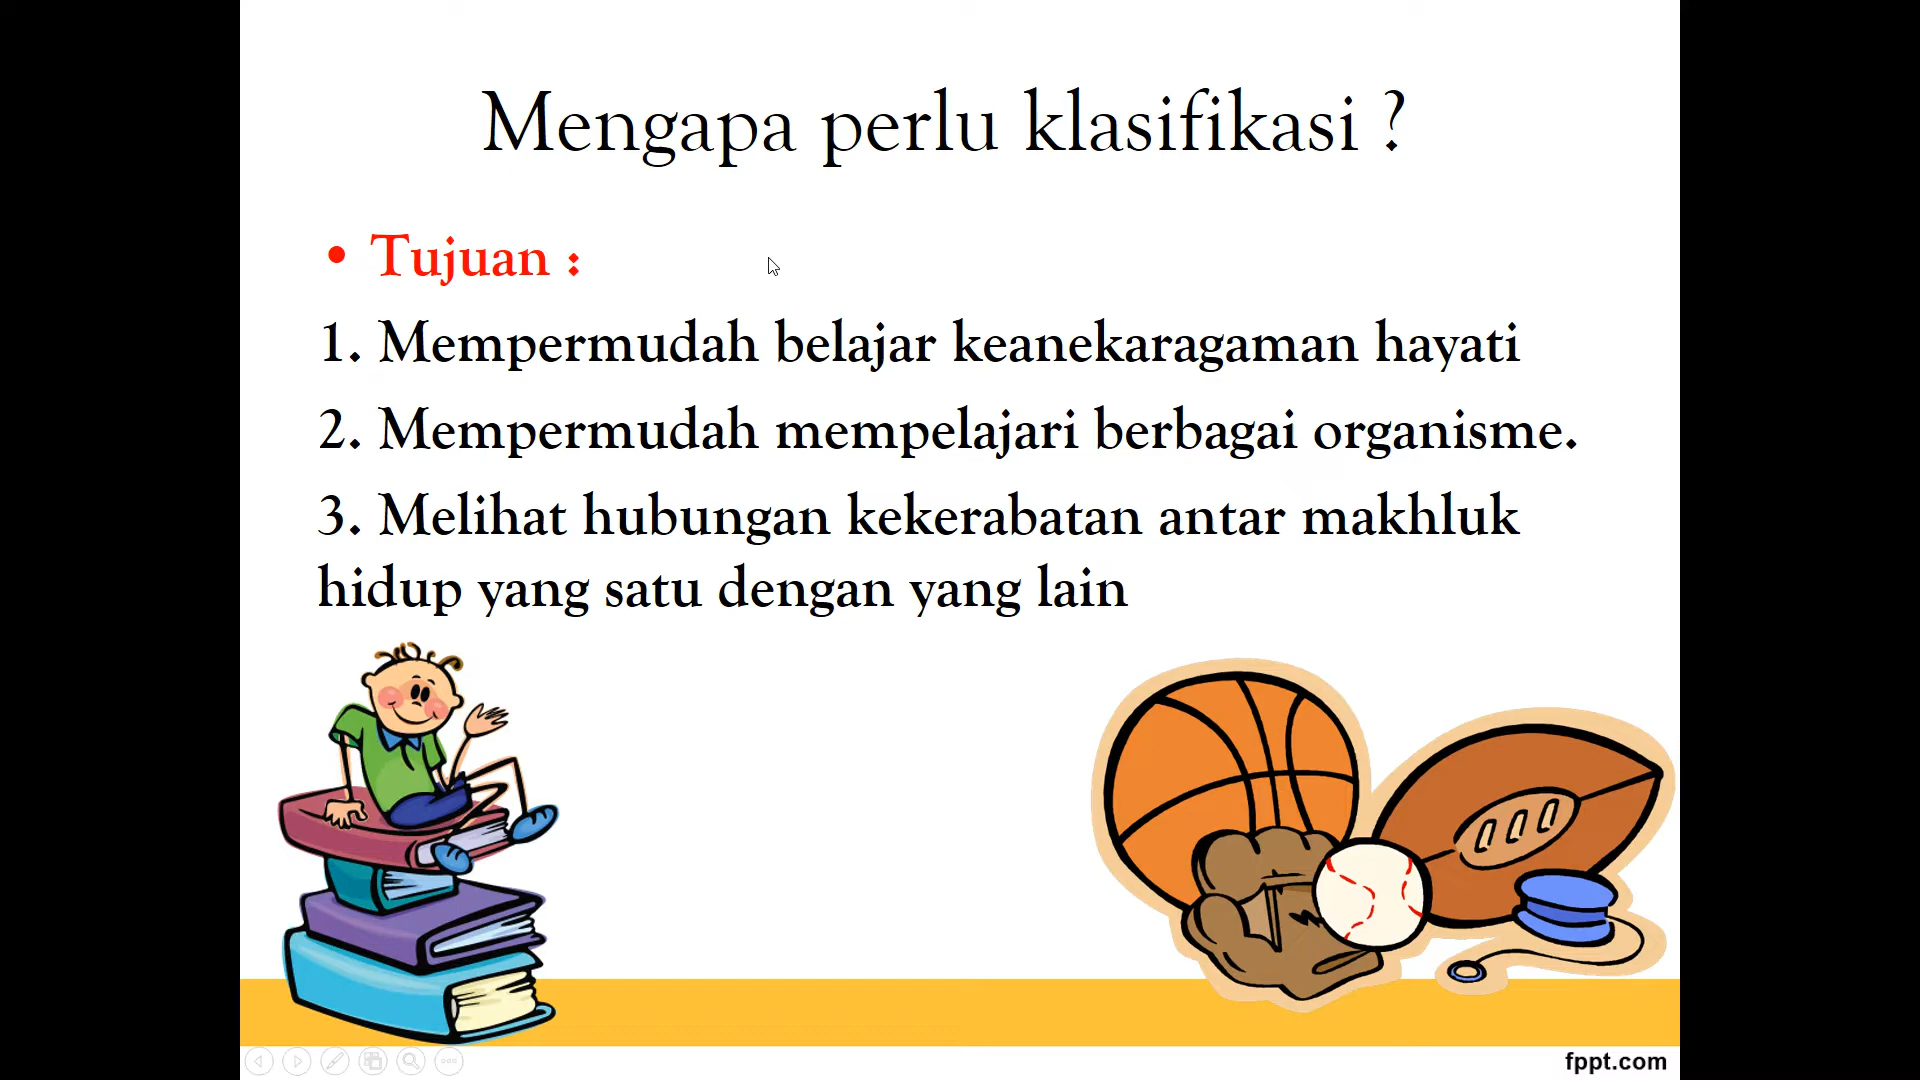 Mengapa perlu klasifikasi ?
• Tujuan :
1. Mempermudah belajar keanekaragaman hayati
2. Mempermudah mempelajari berbagai organisme.
3. Melihat hubungan kekerabatan antar makhluk
hidup yang satu dengan yang lain
fppt.com